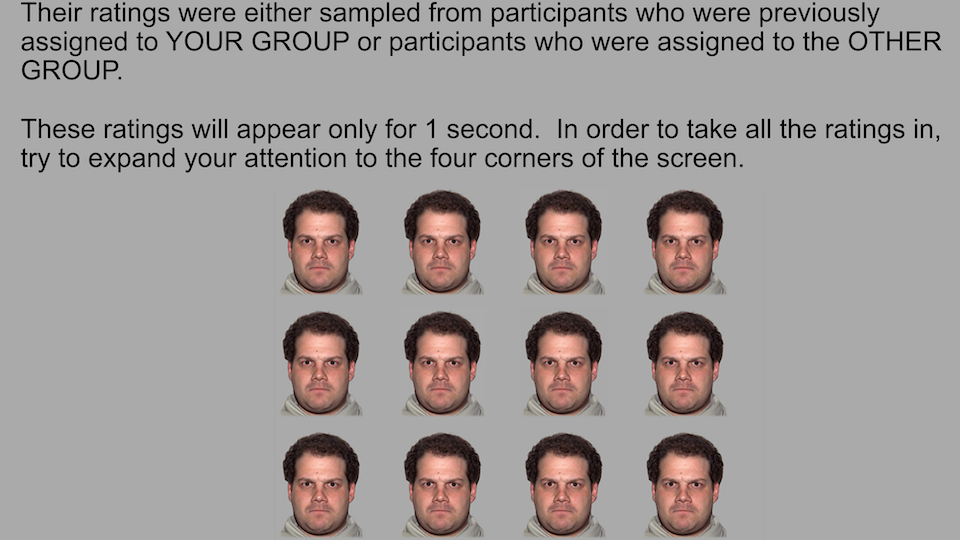 Their ratings were either sampled from participants who were previously
assigned to YOUR GROUP or participants who were assigned to the OTHER
GROUP.
These ratings will appear only for 1 second.  In order to take all the ratings in,
try to expand your attention to the four corners of the screen.